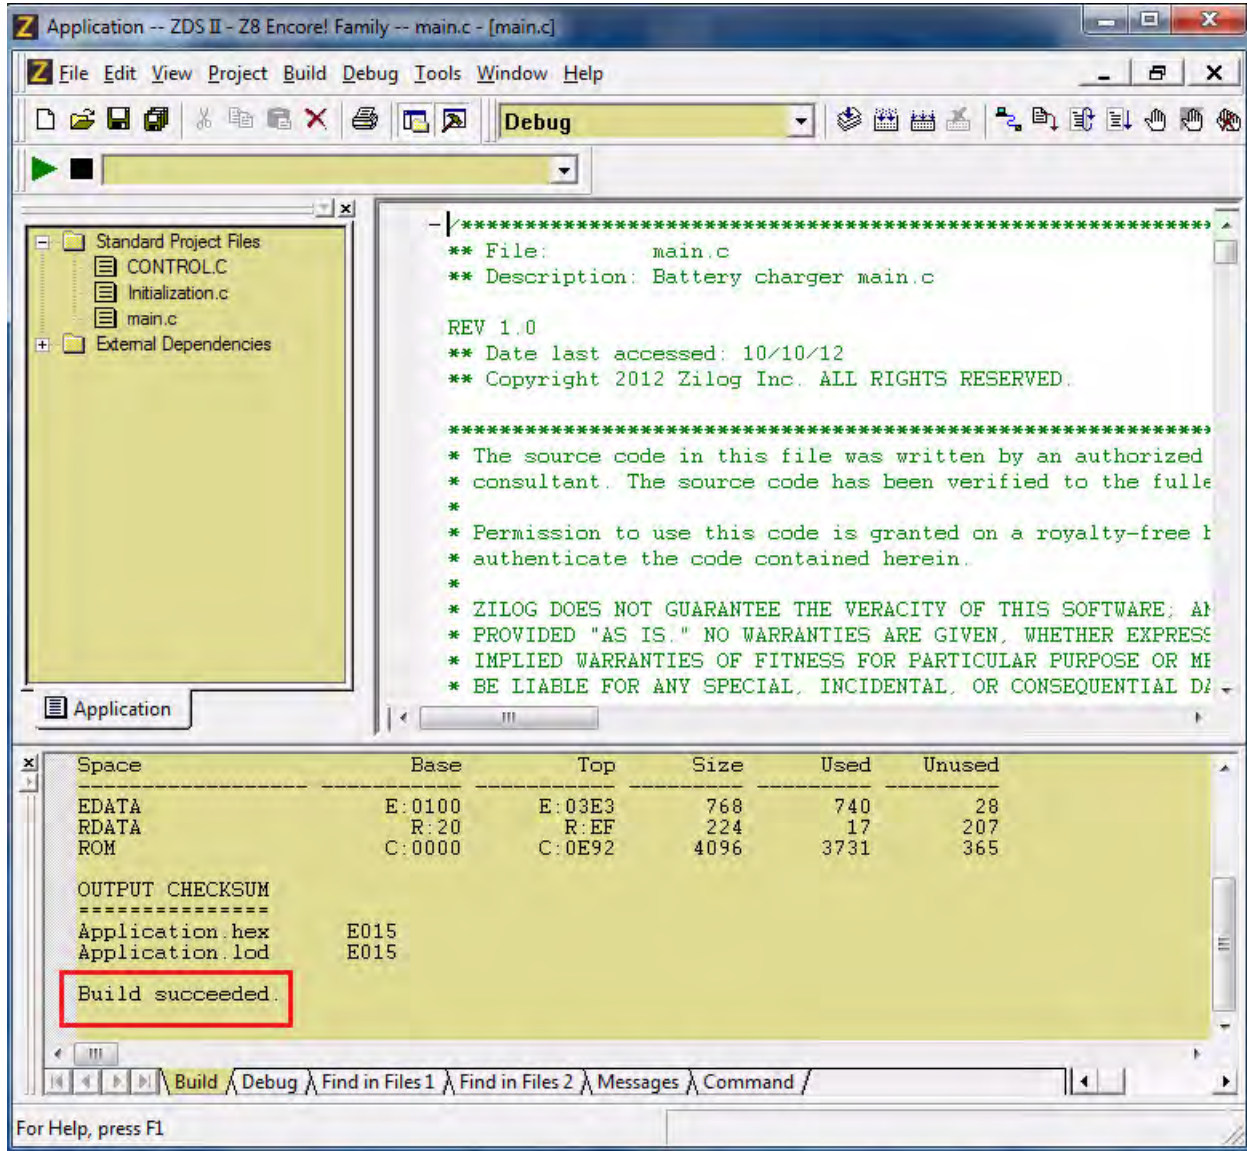 Application -- ZDS II - Z8 Encore! Family -- main.c - [main.c]
File Edit View Project Build Debug Tools Window Help
Debug
Standard Project Files
CONTROL.C
Initialization.c
main.c
External Dependencies
Application
/************************************************************
** File: main.c
** Description: Battery charger main.c
REV 1.0
** Date last accessed: 10/10/12
** Copyright 2012 Zilog Inc. ALL RIGHTS RESERVED.
************************************************************
* The source code in this file was written by an authorized
* consultant. The source code has been verified to the fulle
*
* Permission to use this code is granted on a royalty-free
* authenticate the code contained herein.
*
* ZILOG DOES NOT GUARANTEE THE VERACITY OF THIS SOFTWARE;
* PROVIDED "AS IS." NO WARRANTIES ARE GIVEN, WHETHER EXPRESS
* IMPLIED WARRANTIES OF FITNESS FOR PARTICULAR PURPOSE OR
* BE LIABLE FOR ANY SPECIAL, INCIDENTAL, OR CONSEQUENTIAL
Space Base Top Size Used Unused
------------------ ----------- ----------- --------- --------- ---------
EDATA E:0100 E:03E3 768 740 28
RDATA R:20 R:EF 224 17 207
ROM C:0000 C:0E92 4096 3731 365
OUTPUT CHECKSUM
===============
Application.hex E015
Application.lod E015
Build succeeded.
Build Debug Find in Files 1 Find in Files 2 Messages Command
For Help, press F1